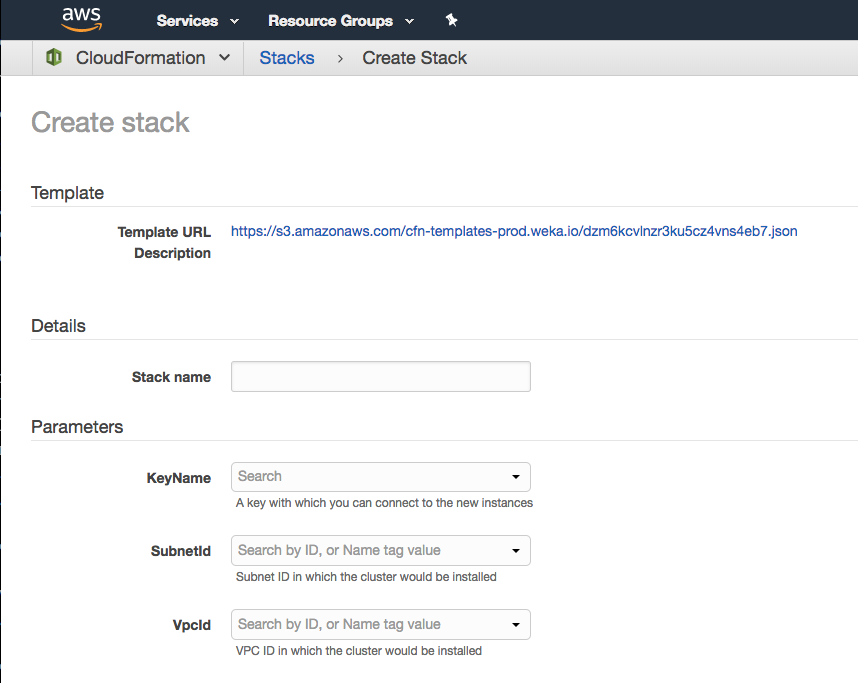 aws Services Resource Groups
CloudFormation Stacks › Create Stack
Create stack
Template
Template URL https://s3.amazonaws.com/cfn-templates-prod.weka.io/dzm6kcvlnzr3ku5cz4vns4eb7.json
Description
Details
Stack name
Parameters
KeyName Search
A key with which you can connect to the new instances
SubnetId Search by ID, or Name tag value
Subnet ID in which the cluster would be installed
VpcId Search by ID, or Name tag value
VPC ID in which the cluster would be installed